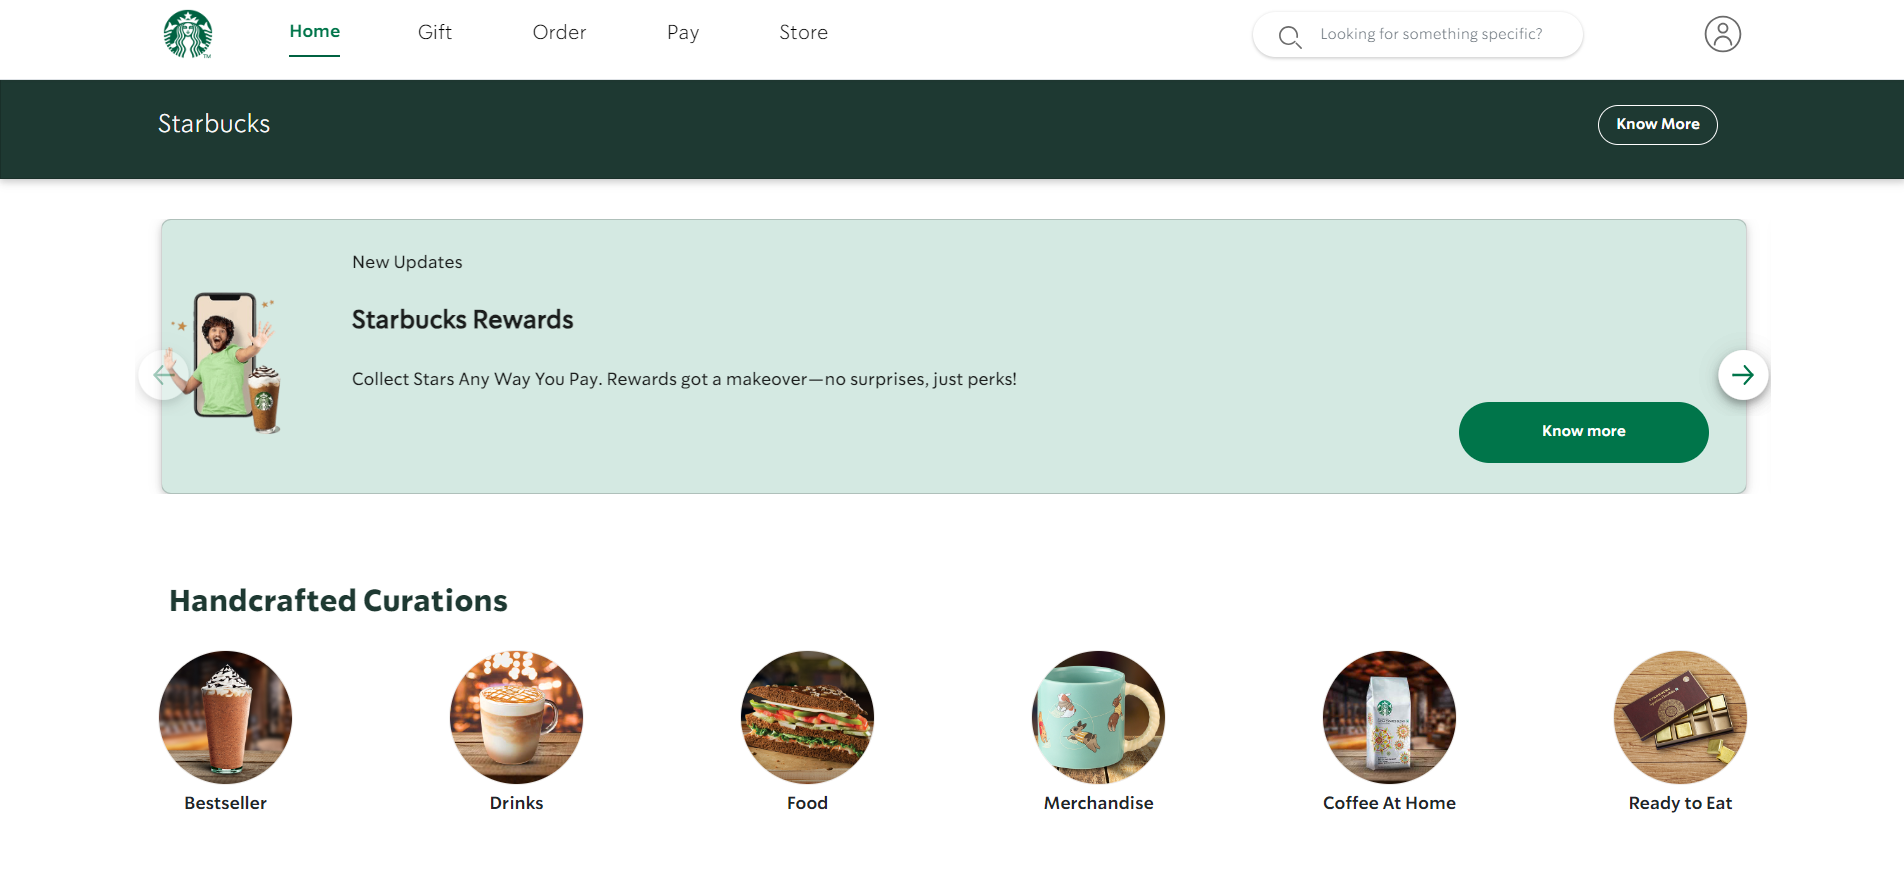 Home
Gift
Order
Pay
Store
Looking for something specific?
TM
Starbucks
Know More
New Updates
Starbucks Rewards
Collect Stars Any Way You Pay. Rewards got a makeover—no surprises, just perks!
Know more
Handcrafted Curations
Bestseller
Drinks
Food
Merchandise
Coffee At Home
Ready to Eat